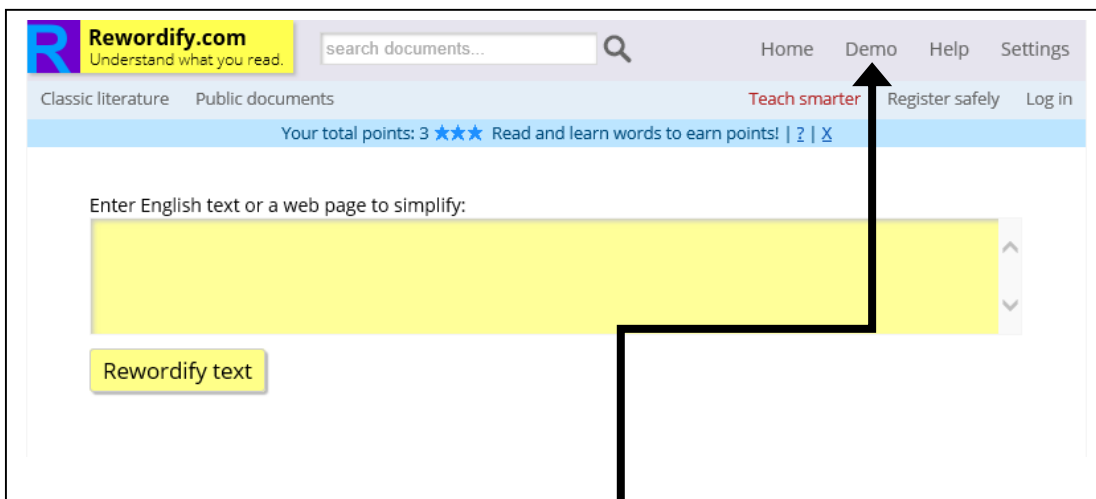 R Rewordify.com
Understand what you read.
search documents...
Home Demo Help Settings
Classic literature Public documents
Teach smarter Register safely Log in
Your total points: 3 ★★★ Read and learn words to earn points! | ? | X
Enter English text or a web page to simplify:
Rewordify text